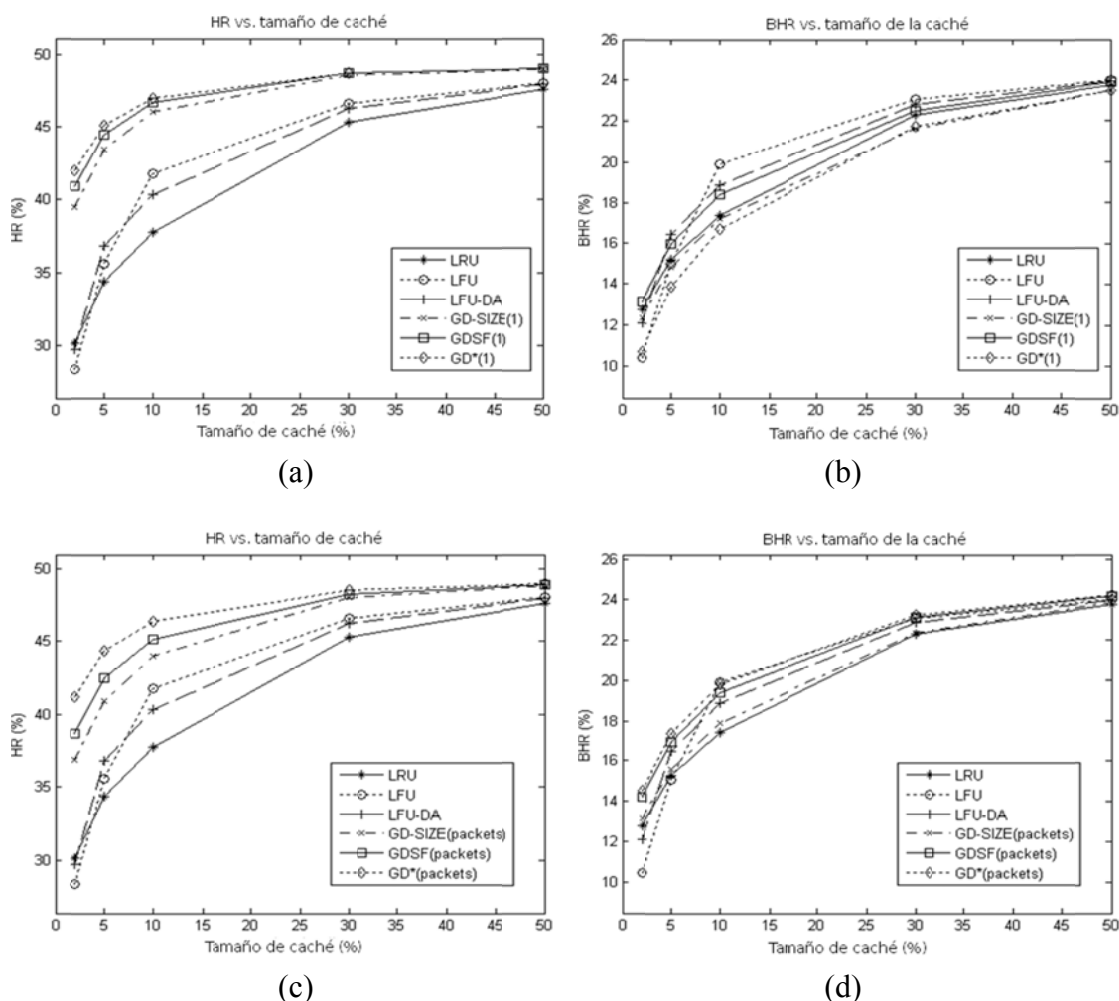 HR vs. tamaño de caché
50
45
40
35
30
HR (%)
0 5 10 15 20 25 30 35 40 45 50
Tamaño de caché (%)
LRU
LFU
LFU-DA
GD-SIZE(1)
GDSF(1)
GD*(1)
(a)
BHR vs. tamaño de la caché
26
24
22
20
18
16
14
12
10
BHR (%)
0 5 10 15 20 25 30 35 40 45 50
Tamaño de caché (%)
LRU
LFU
LFU-DA
GD-SIZE(1)
GDSF(1)
GD*(1)
(b)
HR vs. tamaño de caché
50
45
40
35
30
HR (%)
0 5 10 15 20 25 30 35 40 45 50
Tamaño de caché (%)
LRU
LFU
LFU-DA
GD-SIZE(packets)
GDSF(packets)
GD*(packets)
(c)
BHR vs. tamaño de la caché
26
24
22
20
18
16
14
12
10
BHR (%)
0 5 10 15 20 25 30 35 40 45 50
Tamaño de caché (%)
LRU
LFU
LFU-DA
GD-SIZE(packets)
GDSF(packets)
GD*(packets)
(d)